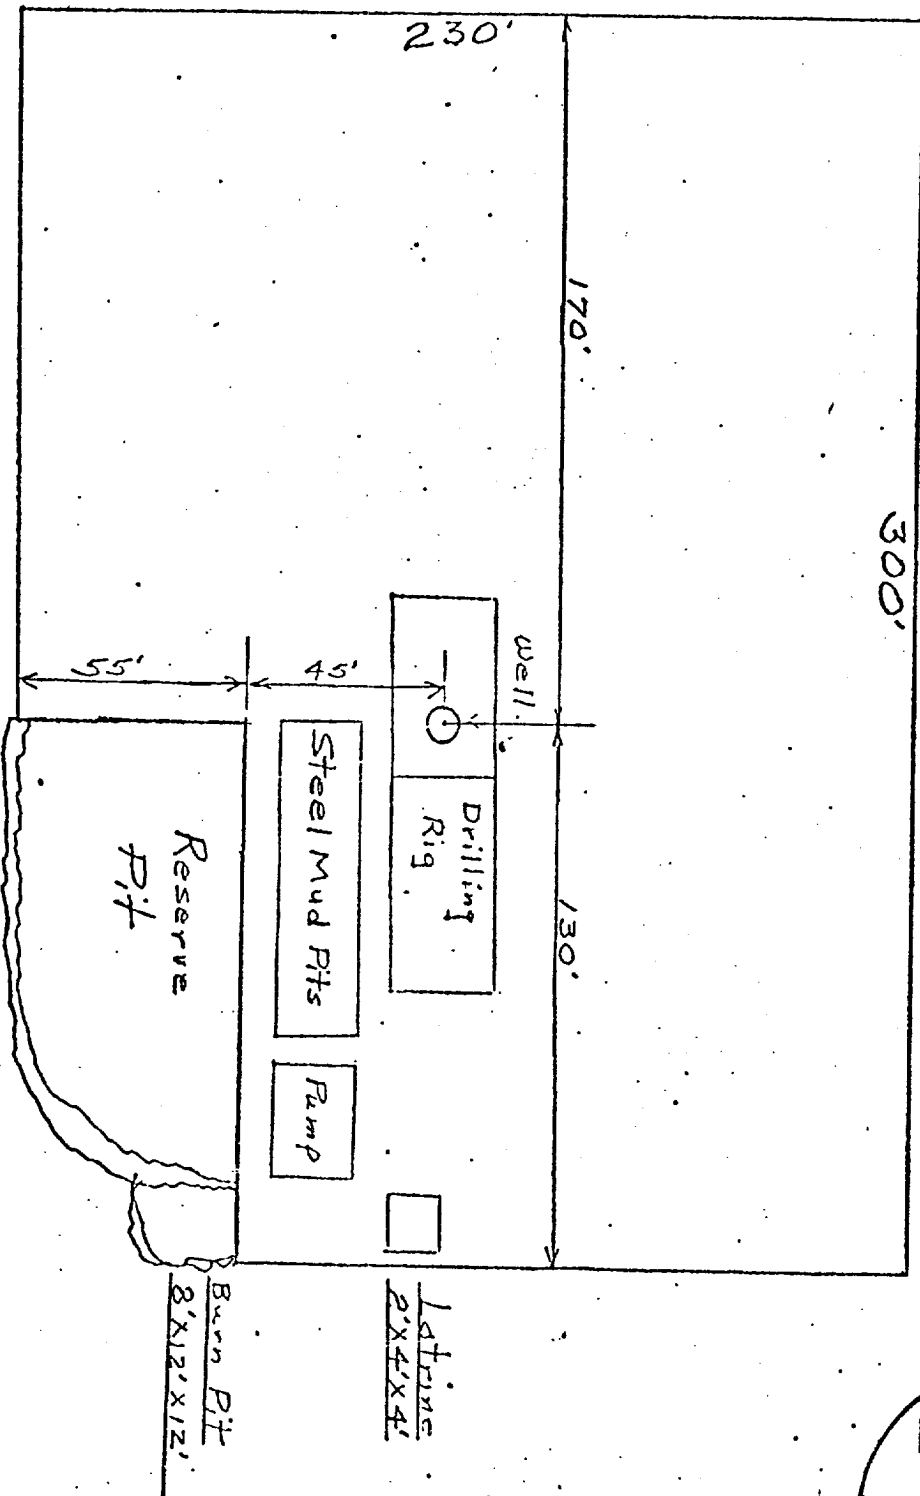 230'
170'
300'
55'
45'
Well
Drilling
Rig
130'
Steel Mud Pits
Reserve
Pit
Pump
Latrine
2'X4'X4'
Burn Pit
8'X12'X12'